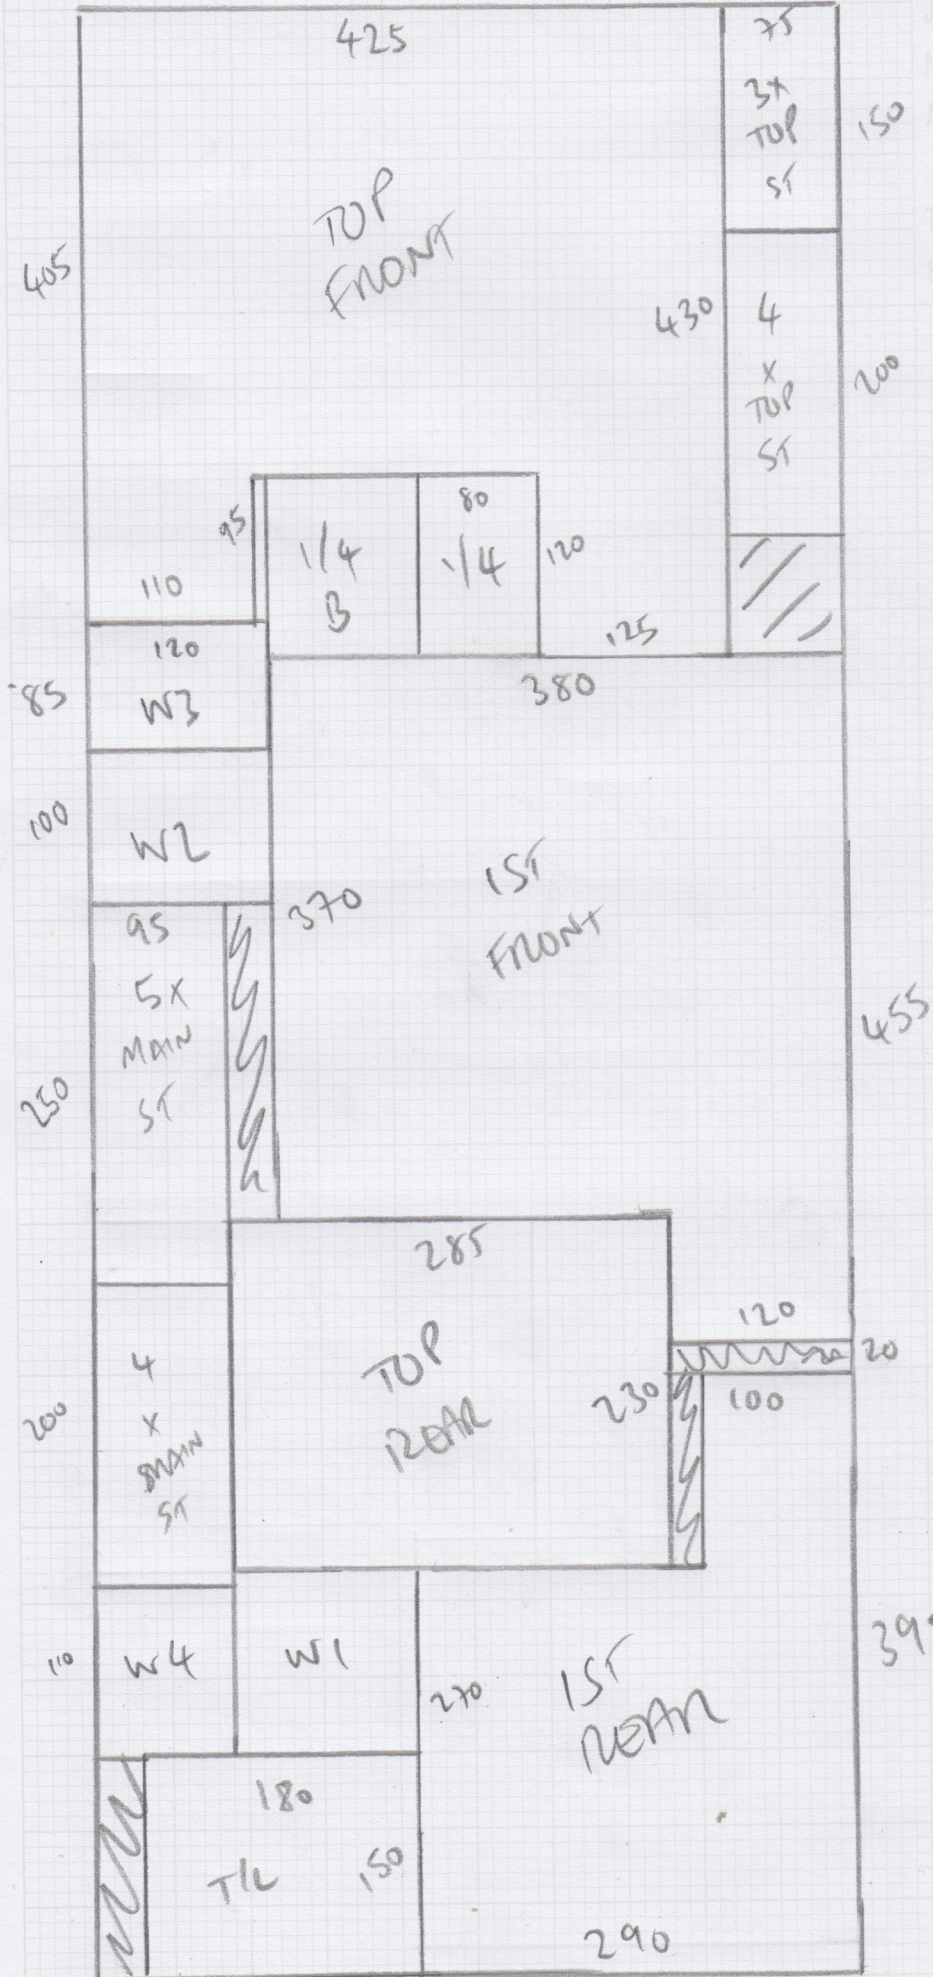 425
75
3x
TOP
ST
150
TOP
FRONT
405
430
4
x
TOP
ST
200
95
1/4
B
80
1/4
120
110
125
120
W3
85
380
W2
100
1ST
FRONT
370
95
5x
MAIN
ST
250
455
285
TOP
REAR
120
20
230
100
4
x
MAIN
ST
200
W4
110
W1
270
1ST
REAR
180
T/L
150
290